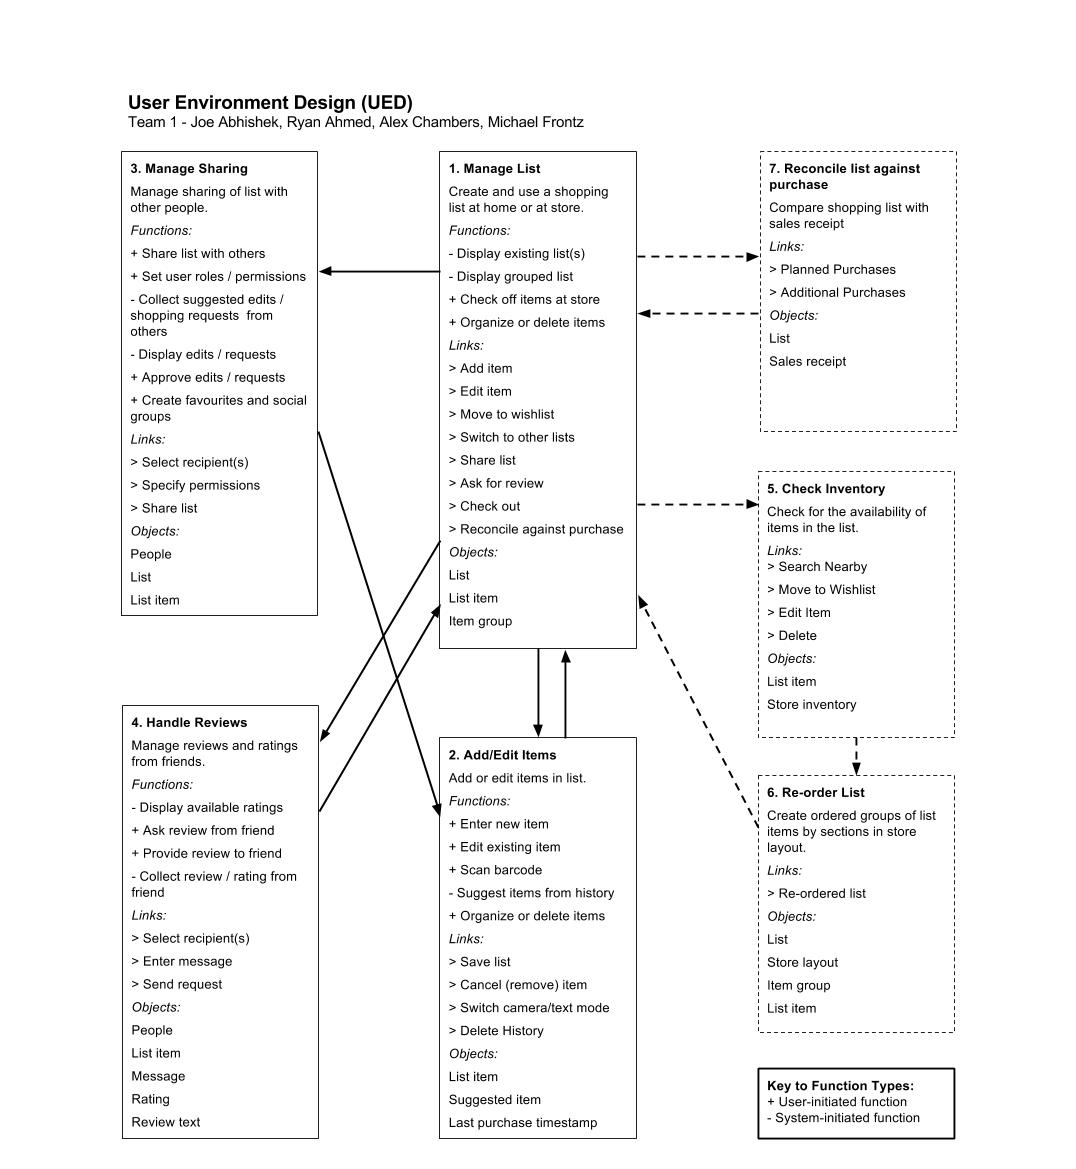 User Environment Design (UED)
Team 1 - Joe Abhishek, Ryan Ahmed, Alex Chambers, Michael Frontz
3. Manage Sharing
Manage sharing of list with
other people.
Functions:
+ Share list with others
+ Set user roles / permissions
- Collect suggested edits /
shopping requests from
others
- Display edits / requests
+ Approve edits / requests
+ Create favourites and social
groups
Links:
> Select recipient(s)
> Specify permissions
> Share list
Objects:
People
List
List item
1. Manage List
Create and use a shopping
list at home or at store.
Functions:
- Display existing list(s)
- Display grouped list
+ Check off items at store
+ Organize or delete items
Links:
> Add item
> Edit item
> Move to wishlist
> Switch to other lists
> Share list
> Ask for review
> Check out
> Reconcile against purchase
Objects:
List
List item
Item group
7. Reconcile list against
purchase
Compare shopping list with
sales receipt
Links:
> Planned Purchases
> Additional Purchases
Objects:
List
Sales receipt
5. Check Inventory
Check for the availability of
items in the list.
Links:
> Search Nearby
> Move to Wishlist
> Edit Item
> Delete
Objects:
List item
Store inventory
4. Handle Reviews
Manage reviews and ratings
from friends.
Functions:
- Display available ratings
+ Ask review from friend
+ Provide review to friend
- Collect review / rating from
friend
Links:
> Select recipient(s)
> Enter message
> Send request
Objects:
People
List item
Message
Rating
Review text
2. Add/Edit Items
Add or edit items in list.
Functions:
+ Enter new item
+ Edit existing item
+ Scan barcode
- Suggest items from history
+ Organize or delete items
Links:
> Save list
> Cancel (remove) item
> Switch camera/text mode
> Delete History
Objects:
List item
Suggested item
Last purchase timestamp
6. Re-order List
Create ordered groups of list
items by sections in store
layout.
Links:
> Re-ordered list
Objects:
List
Store layout
Item group
List item
Key to Function Types:
+ User-initiated function
- System-initiated function